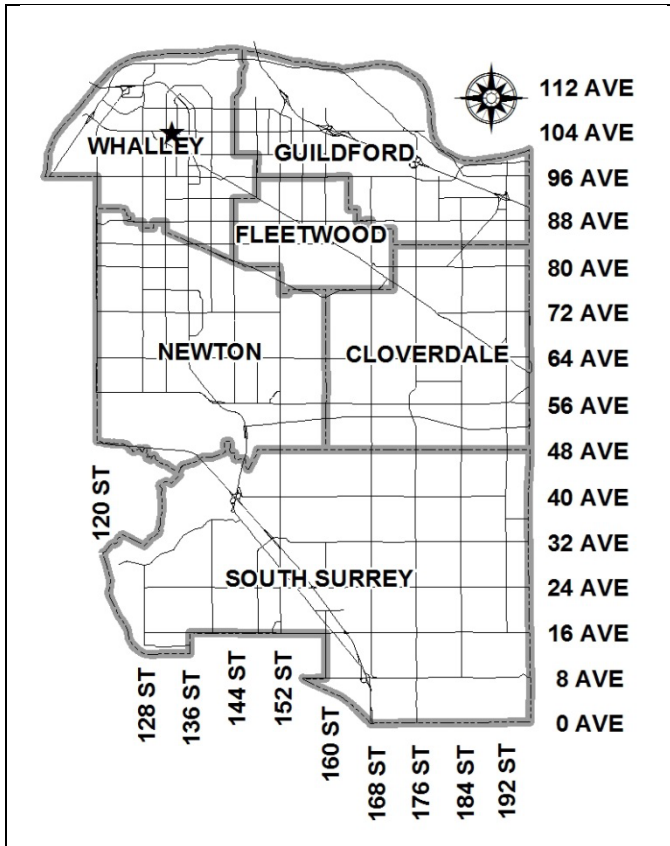 112 AVE
104 AVE
WHALLEY
GUILDFORD
96 AVE
88 AVE
FLEETWOOD
80 AVE
72 AVE
NEWTON
CLOVERDALE
64 AVE
56 AVE
48 AVE
120 ST
40 AVE
32 AVE
SOUTH SURREY
24 AVE
16 AVE
128 ST
136 ST
144 ST
152 ST
160 ST
8 AVE
0 AVE
168 ST
176 ST
184 ST
192 ST